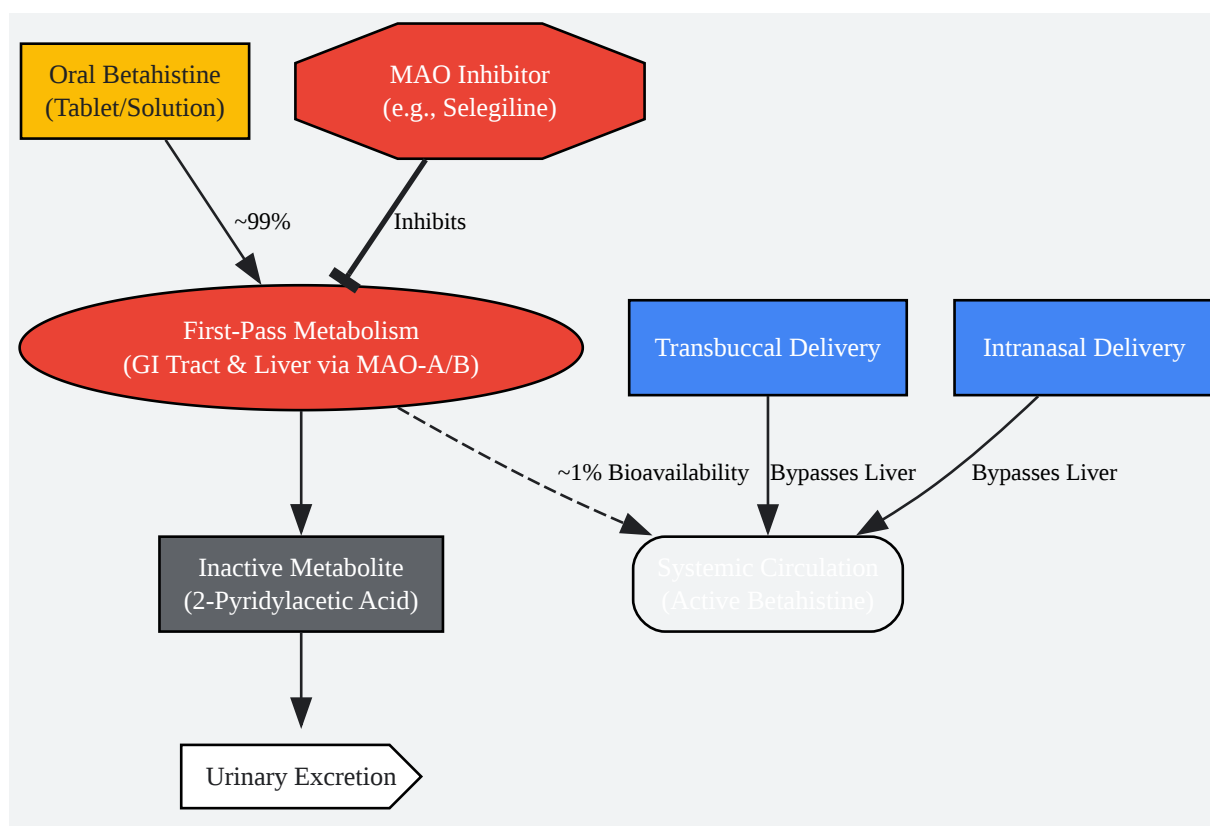 Oral Betahistine
(Tablet/Solution)
MAO Inhibitor
(e.g., Selegiline)
~99%
Inhibits
First-Pass Metabolism
(GI Tract & Liver via MAO-A/B)
Transbuccal Delivery
Intranasal Delivery
~1% Bioavailability
Bypasses Liver
Bypasses Liver
Inactive Metabolite
(2-Pyridylacetic Acid)
Systemic Circulation
(Active Betahistine)
Urinary Excretion